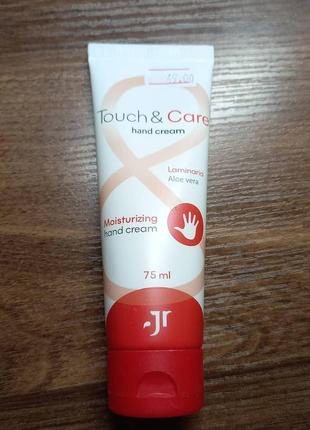 Touch & Care
hand cream
Laminaria
Aloe vera
Moisturizing
hand cream
75 ml